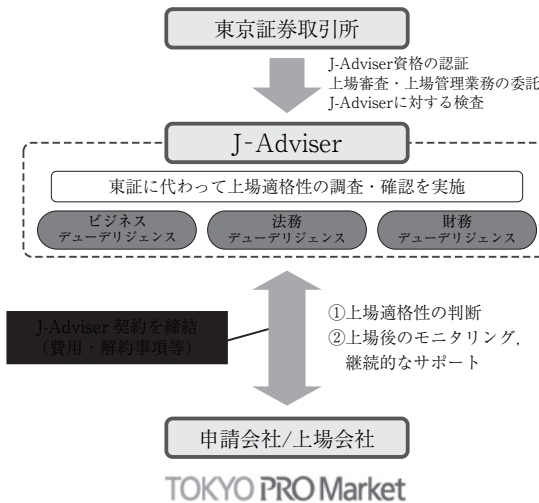 東京証券取引所
J-Adviser資格の認証
上場審査・上場管理業務の委託
J-Adviserに対する検査
J-Adviser
東証に代わって上場適格性の調査・確認を実施
ビジネス
デューデリジェンス
法務
デューデリジェンス
財務
デューデリジェンス
J-Adviser 契約を締結
（費用・解約事項等）
①上場適格性の判断
②上場後のモニタリング,
継続的なサポート
申請会社/上場会社
TOKYO PRO Market